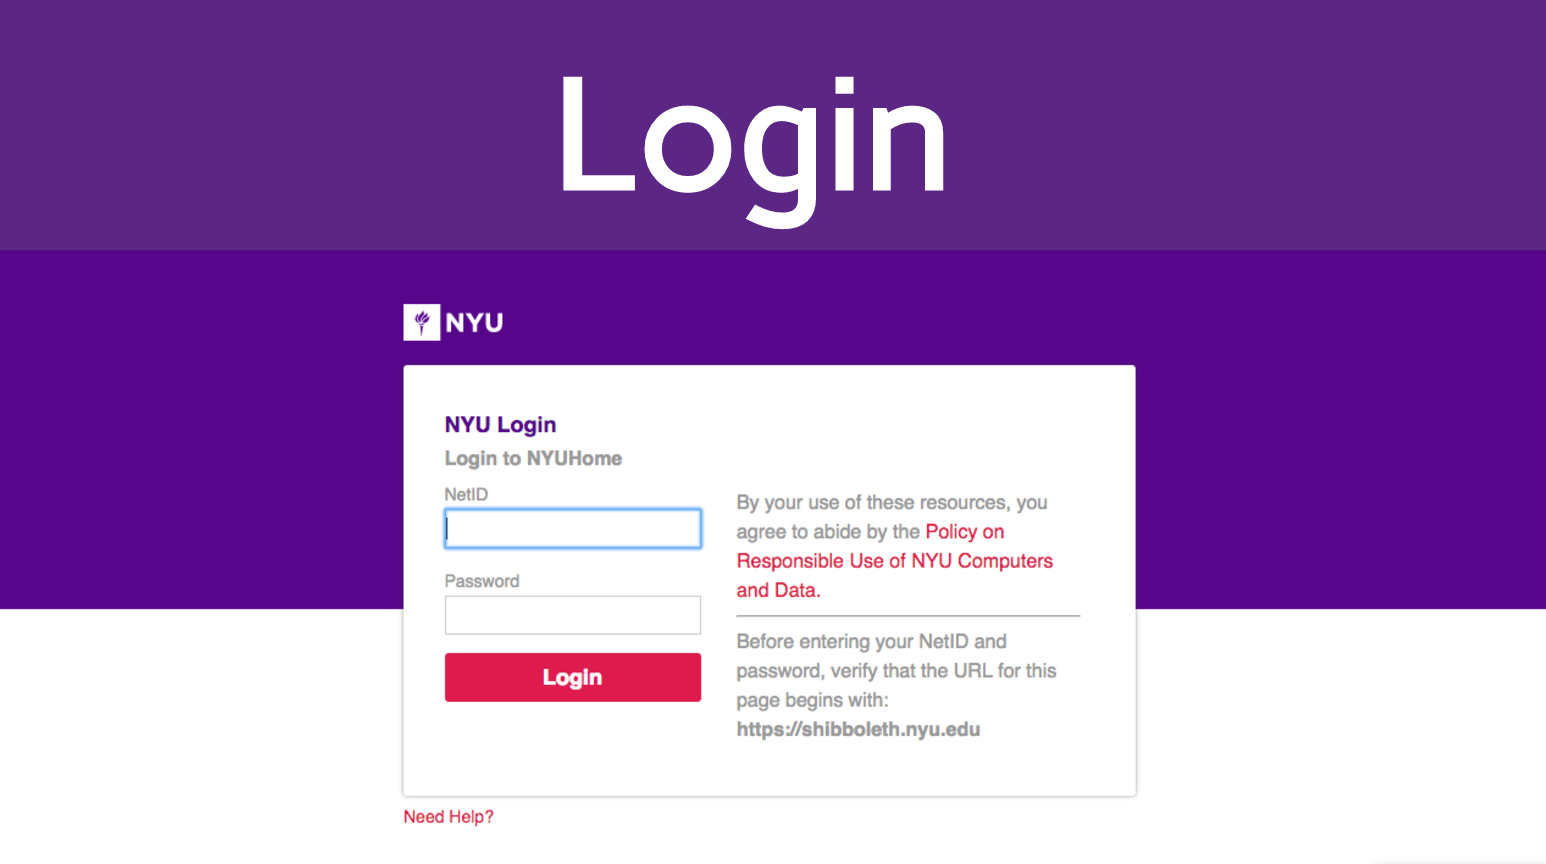 Login
NYU
NYU Login
Login to NYUHome
NetID
Password
Login
By your use of these resources, you
agree to abide by the Policy on
Responsible Use of NYU Computers
and Data.
Before entering your NetID and
password, verify that the URL for this
page begins with:
https://shibboleth.nyu.edu
Need Help?